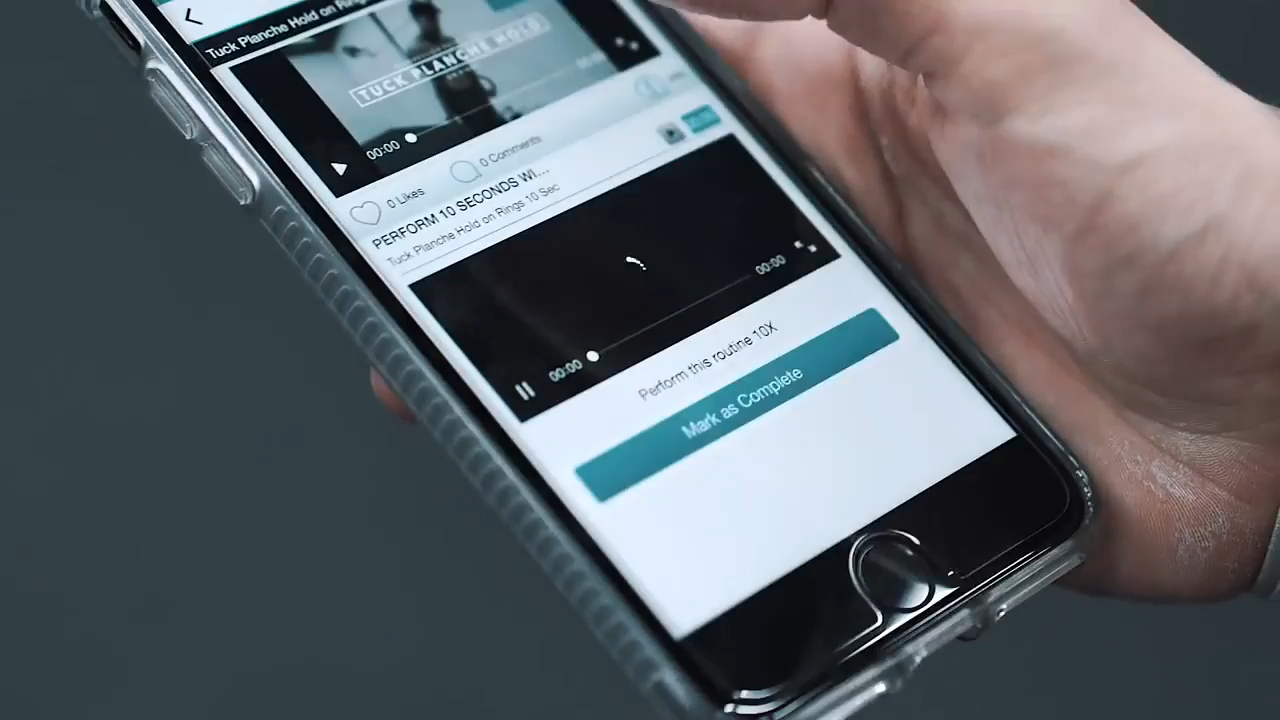 Tuck Planche Hold on Rings
TUCK PLANCHE HOLD
00:00
0 Likes
0 Comments
PERFORM 10 SECONDS WI...
Tuck Planche Hold on Rings 10 Sec
00:00
00:00
Perform this routine 10X
Mark as Complete